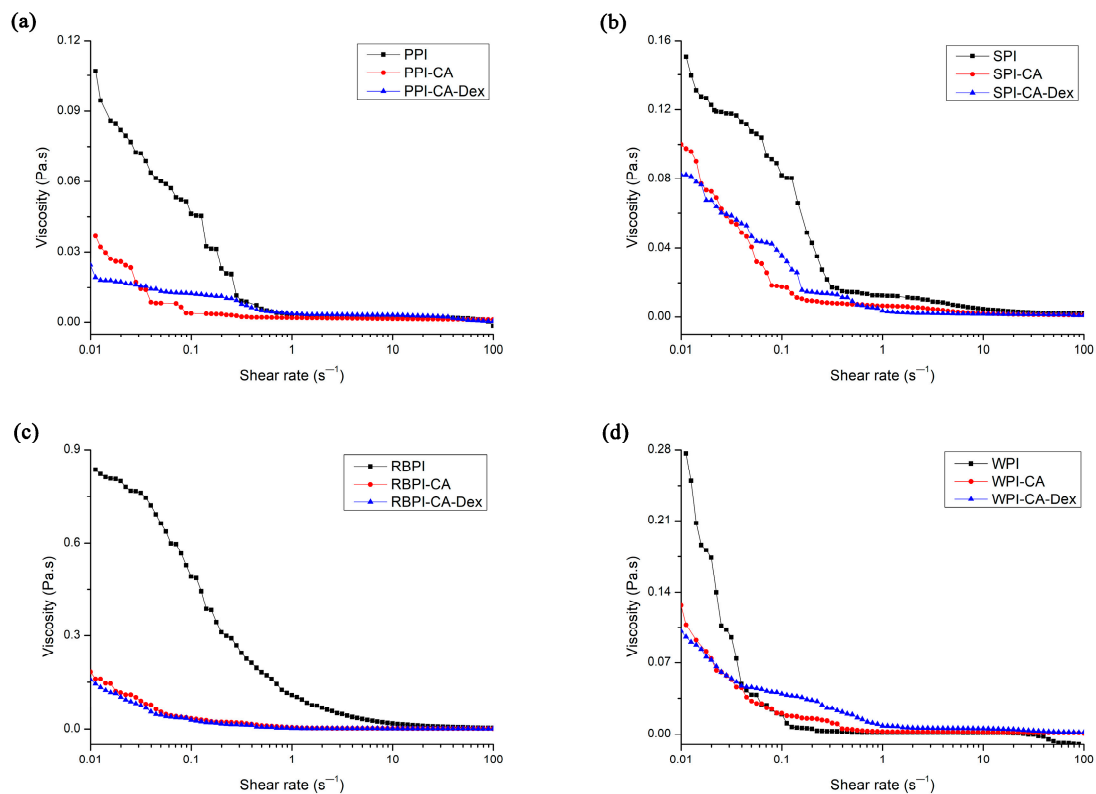 (a)
0.12
0.09
0.06
0.03
0.00
Viscosity (Pa.s)
PPI
PPI-CA
PPI-CA-Dex
0.01 0.1 1 10 100
Shear rate (s⁻¹)
(b)
0.16
0.12
0.08
0.04
0.00
Viscosity (Pa.s)
SPI
SPI-CA
SPI-CA-Dex
0.01 0.1 1 10 100
Shear rate (s⁻¹)
(c)
0.9
0.6
0.3
0.0
Viscosity (Pa.s)
RBPI
RBPI-CA
RBPI-CA-Dex
0.01 0.1 1 10 100
Shear rate (s⁻¹)
(d)
0.28
0.21
0.14
0.07
0.00
Viscosity (Pa.s)
WPI
WPI-CA
WPI-CA-Dex
0.01 0.1 1 10 100
Shear rate (s⁻¹)